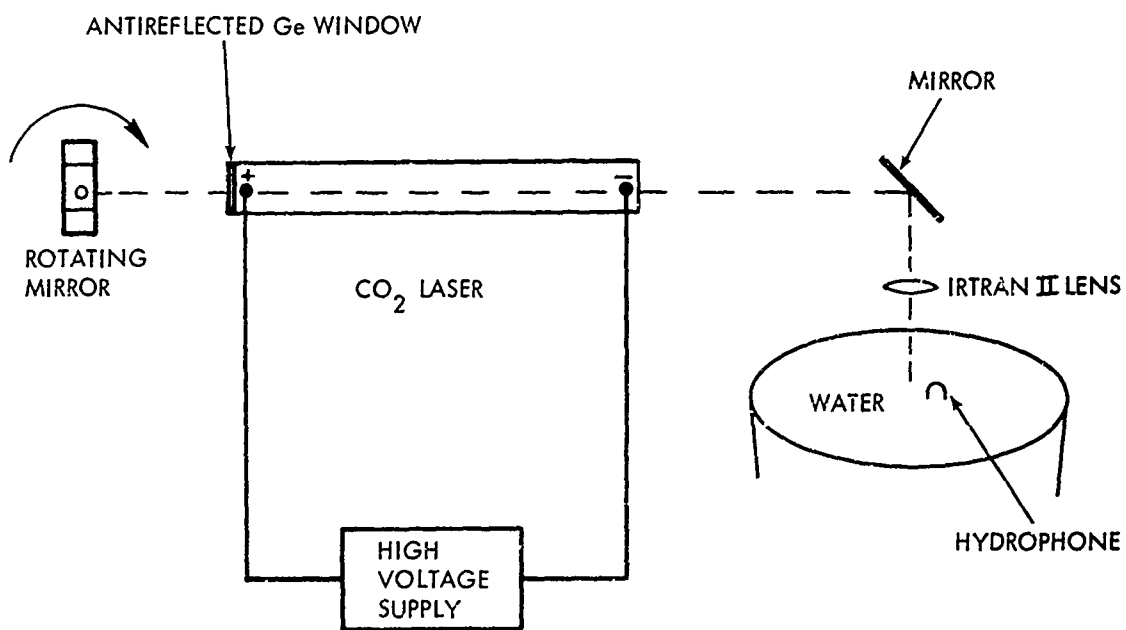 ANTIREFLECTED Ge WINDOW
MIRROR
+
−
ROTATING
MIRROR
CO₂ LASER
IRTRAN II LENS
WATER
HYDROPHONE
HIGH
VOLTAGE
SUPPLY